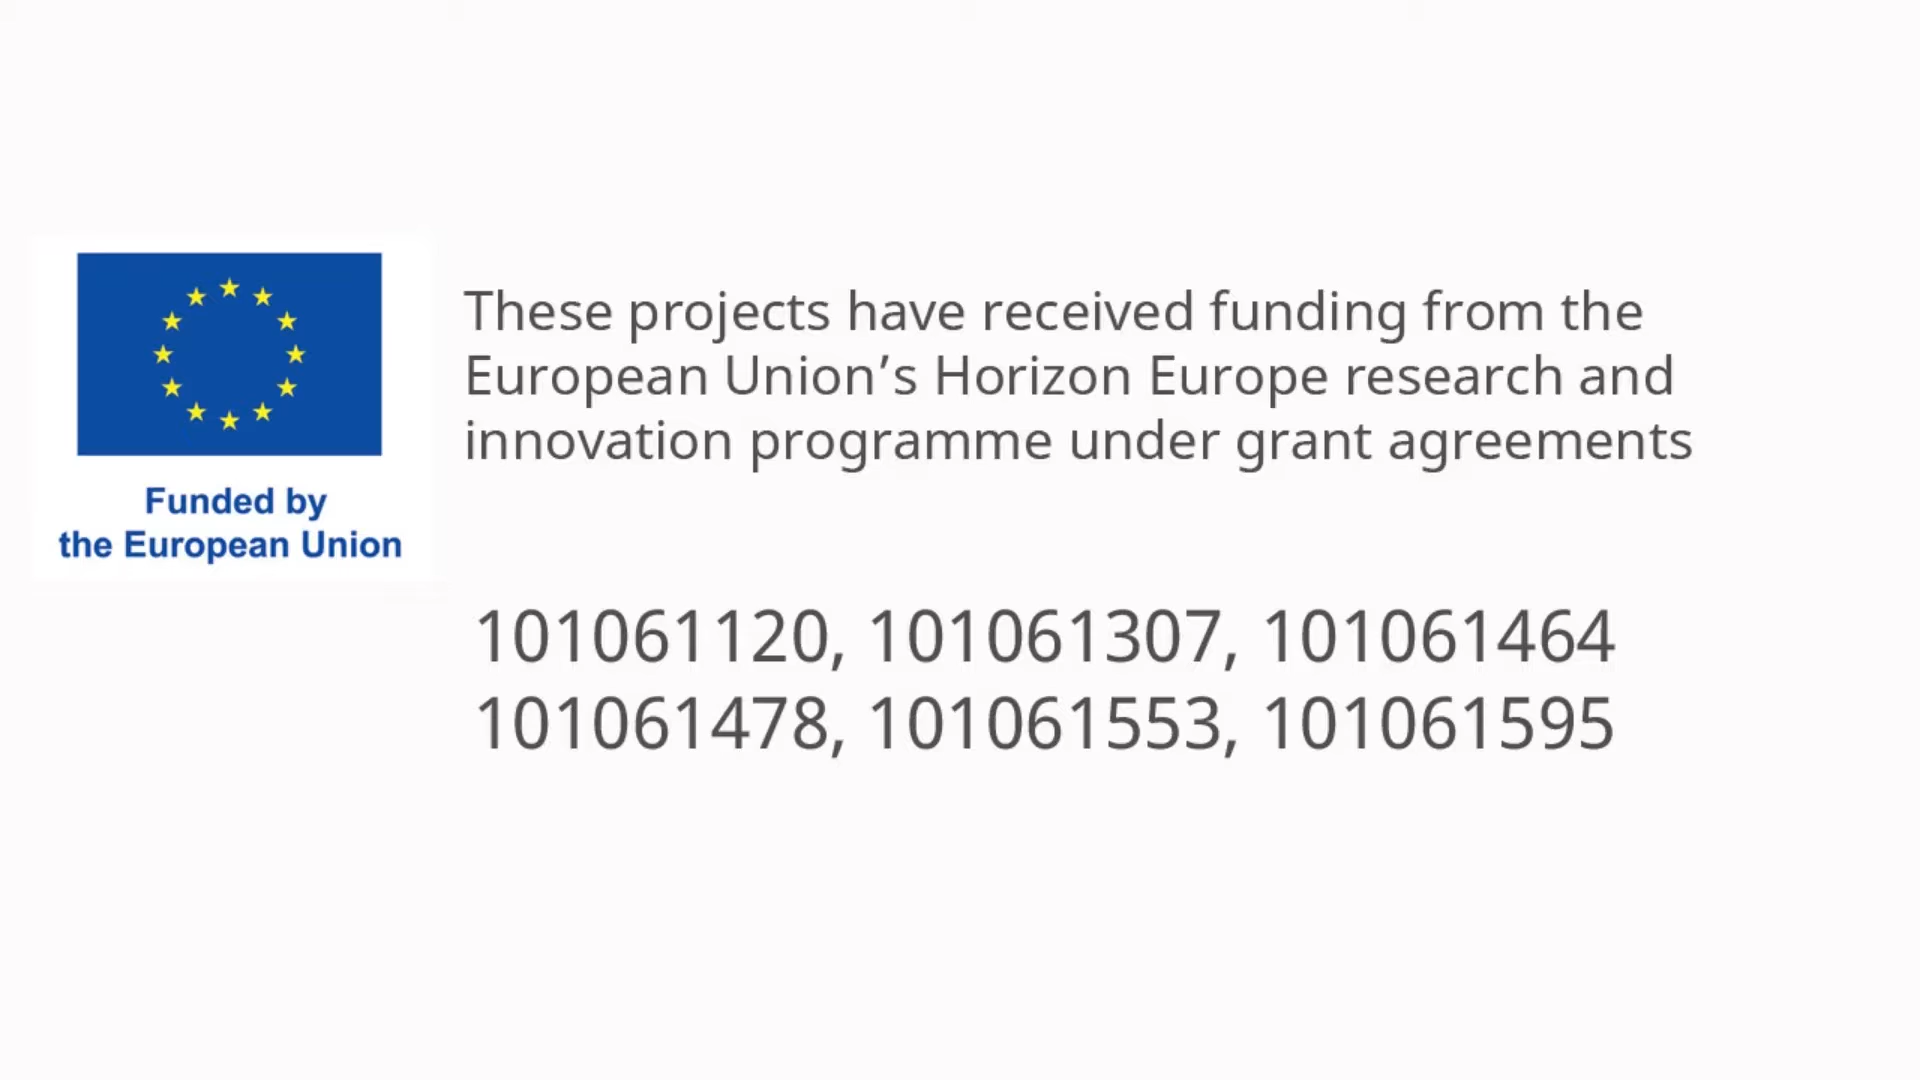 Funded by
the European Union
These projects have received funding from the
European Union’s Horizon Europe research and
innovation programme under grant agreements
101061120, 101061307, 101061464
101061478, 101061553, 101061595